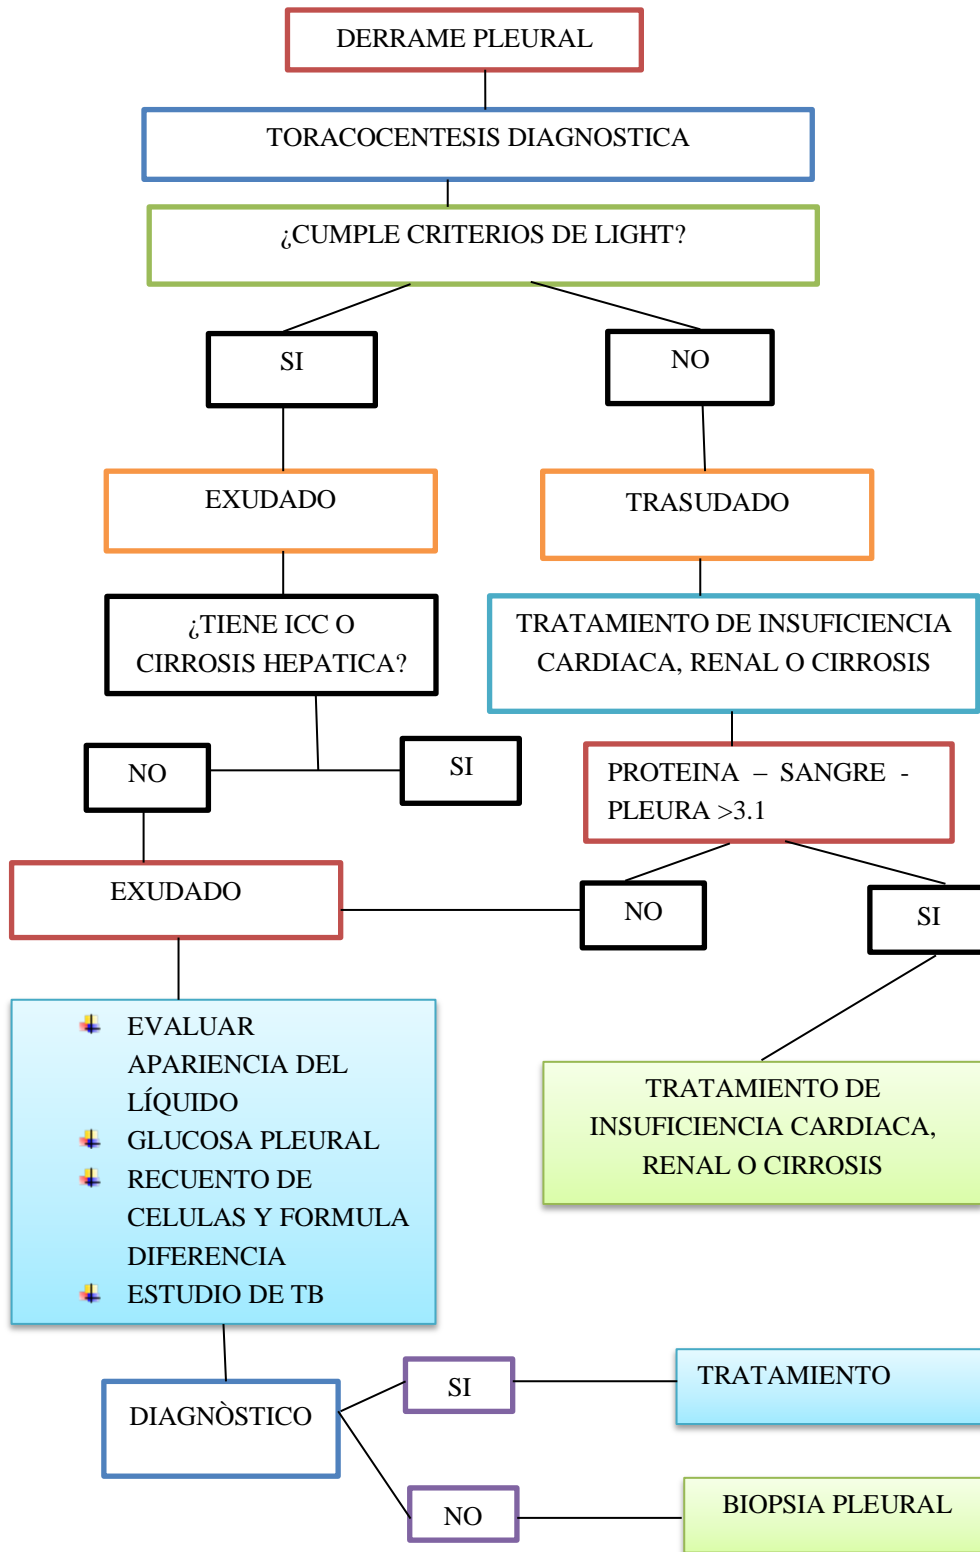 DERRAME PLEURAL
TORACOCENTESIS DIAGNOSTICA
¿CUMPLE CRITERIOS DE LIGHT?
SI
NO
EXUDADO
TRASUDADO
¿TIENE ICC O
CIRROSIS HEPATICA?
TRATAMIENTO DE INSUFICIENCIA
CARDIACA, RENAL O CIRROSIS
NO
SI
PROTEINA – SANGRE -
PLEURA >3.1
EXUDADO
NO
SI
EVALUAR
APARIENCIA DEL
LÍQUIDO
GLUCOSA PLEURAL
RECUENTO DE
CELULAS Y FORMULA
DIFERENCIA
ESTUDIO DE TB
TRATAMIENTO DE
INSUFICIENCIA CARDIACA,
RENAL O CIRROSIS
DIAGNÒSTICO
SI
TRATAMIENTO
NO
BIOPSIA PLEURAL